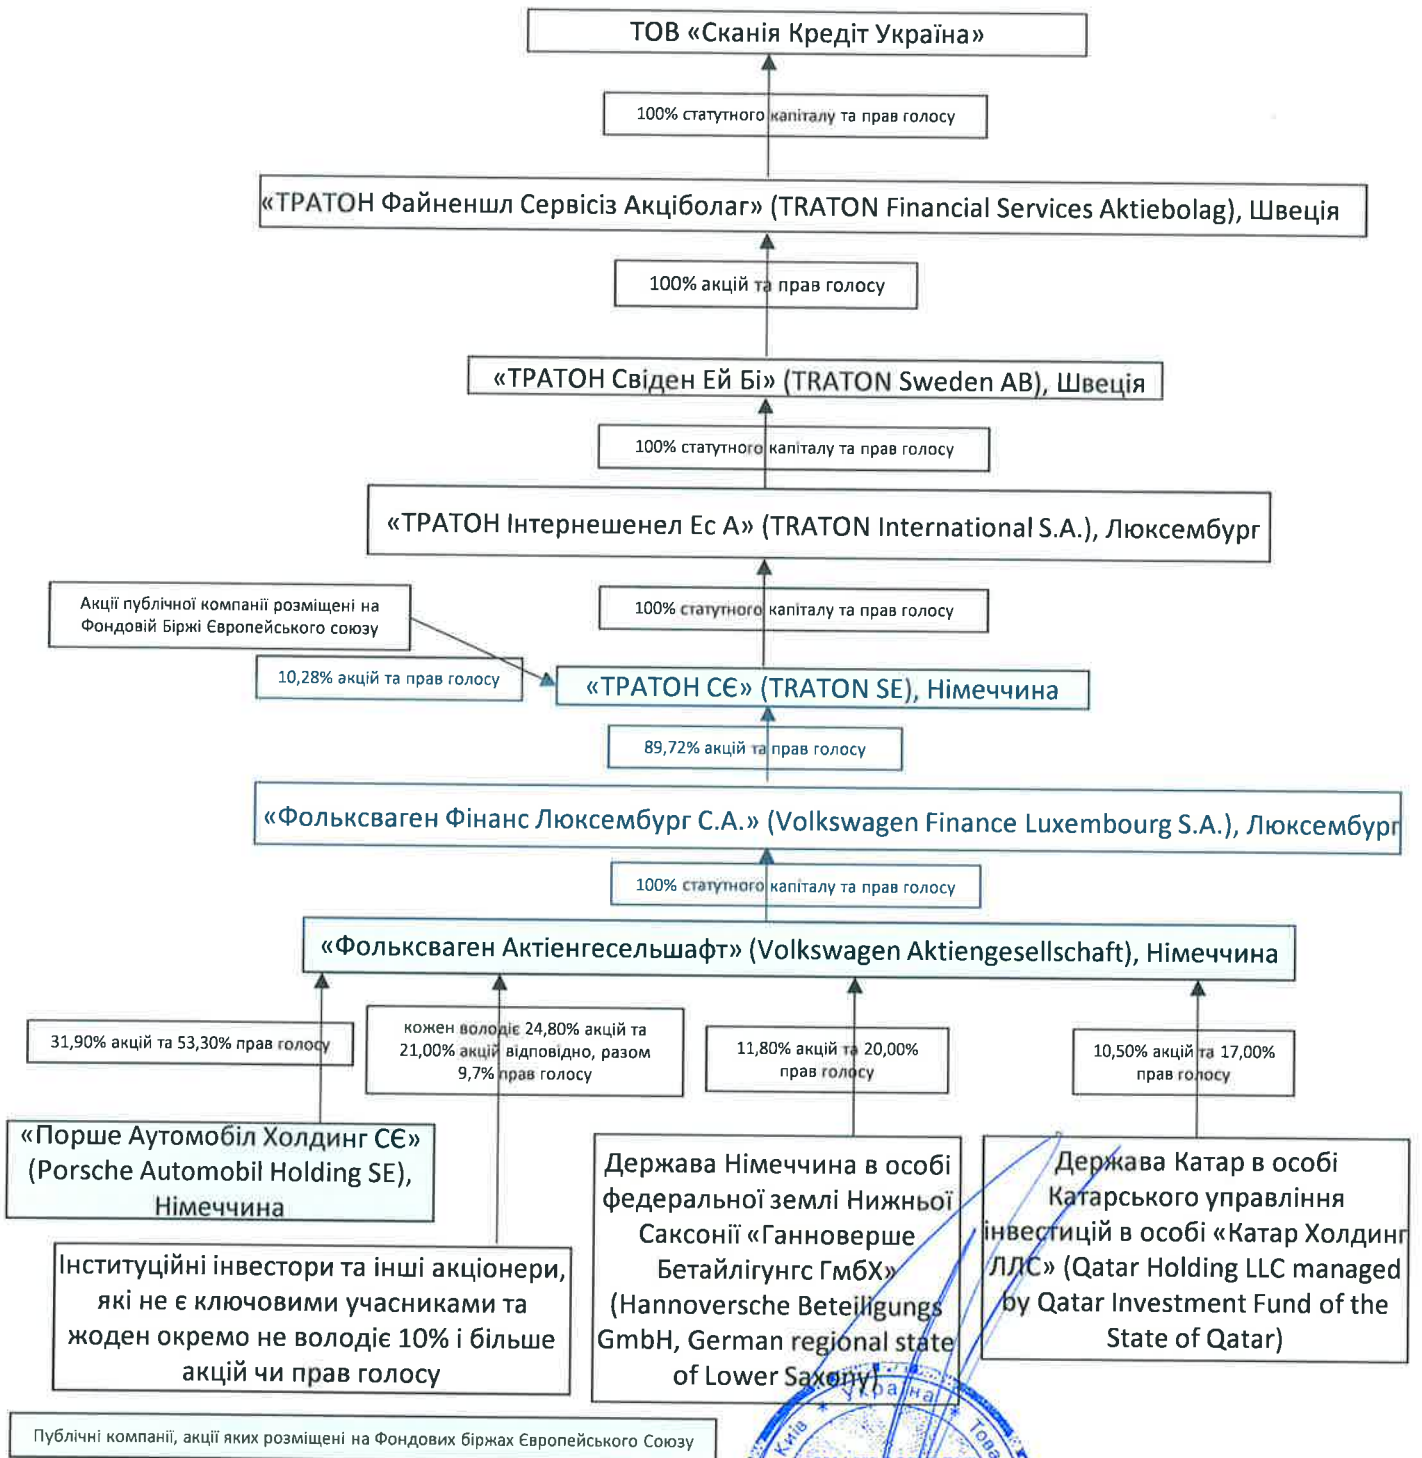 ТОВ «Сканія Кредіт Україна»
100% статутного капіталу та прав голосу
«ТРАТОН Файненшл Сервісіз Акціболаг» (TRATON Financial Services Aktiebolag), Швеція
100% акцій та прав голосу
«ТРАТОН Свіден Ей Бі» (TRATON Sweden AB), Швеція
100% статутного капіталу та прав голосу
«ТРАТОН Інтернешенел Ес А» (TRATON International S.A.), Люксембург
Акції публічної компанії розміщені на
Фондовій Біржі Європейського союзу
100% статутного капіталу та прав голосу
10,28% акцій та прав голосу
«ТРАТОН СЄ» (TRATON SE), Німеччина
89,72% акцій та прав голосу
«Фольксваген Фінанс Люксембург С.А.» (Volkswagen Finance Luxembourg S.A.), Люксембург
100% статутного капіталу та прав голосу
«Фольксваген Актіенгесельшафт» (Volkswagen Aktiengesellschaft), Німеччина
31,90% акцій та 53,30% прав голосу
кожен володіє 24,80% акцій та
21,00% акцій відповідно, разом
9,7% прав голосу
11,80% акцій та 20,00%
прав голосу
10,50% акцій та 17,00%
прав голосу
«Порше Аутомобіл Холдинг СЄ»
(Porsche Automobil Holding SE),
Німеччина
Інституційні інвестори та інші акціонери,
які не є ключовими учасниками та
жоден окремо не володіє 10% і більше
акцій чи прав голосу
Держава Німеччина в особі
федеральної землі Нижньої
Саксонії «Ганноверше
Бетайлігунгс ГмбХ»
(Hannoversche Beteiligungs
GmbH, German regional state
of Lower Saxony)
Держава Катар в особі
Катарського управління
інвестицій в особі «Катар Холдинг
ЛЛС» (Qatar Holding LLC managed
by Qatar Investment Fund of the
State of Qatar)
Публічні компанії, акції яких розміщені на Фондових біржах Європейського Союзу
Київ * Україна * Това